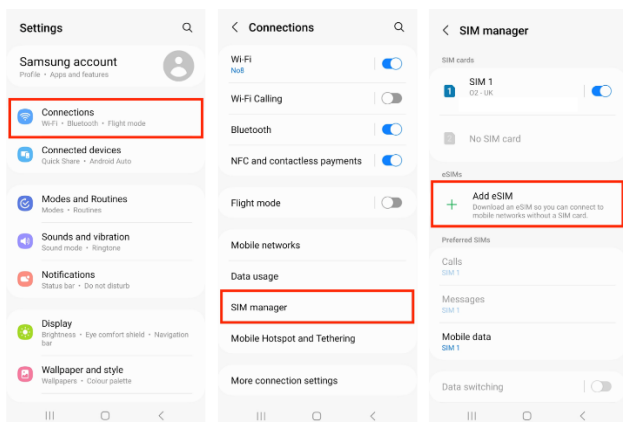 Settings
Samsung account
Profile • Apps and features
Connections
Wi-Fi • Bluetooth • Flight mode
Connected devices
Quick Share • Android Auto
Modes and Routines
Modes • Routines
Sounds and vibration
Sound mode • Ringtone
Notifications
Status bar • Do not disturb
Display
Brightness • Eye comfort shield • Navigation
bar
Wallpaper and style
Wallpapers • Colour palette
Connections
Wi-Fi
No8
Wi-Fi Calling
Bluetooth
NFC and contactless payments
Flight mode
Mobile networks
Data usage
SIM manager
Mobile Hotspot and Tethering
More connection settings
SIM manager
SIM cards
1
SIM 1
O2 - UK
No SIM card
eSIMs
Add eSIM
Download an eSIM so you can connect to
mobile networks without a SIM card.
Preferred SIMs
Calls
SIM 1
Messages
SIM 1
Mobile data
SIM 1
Data switching